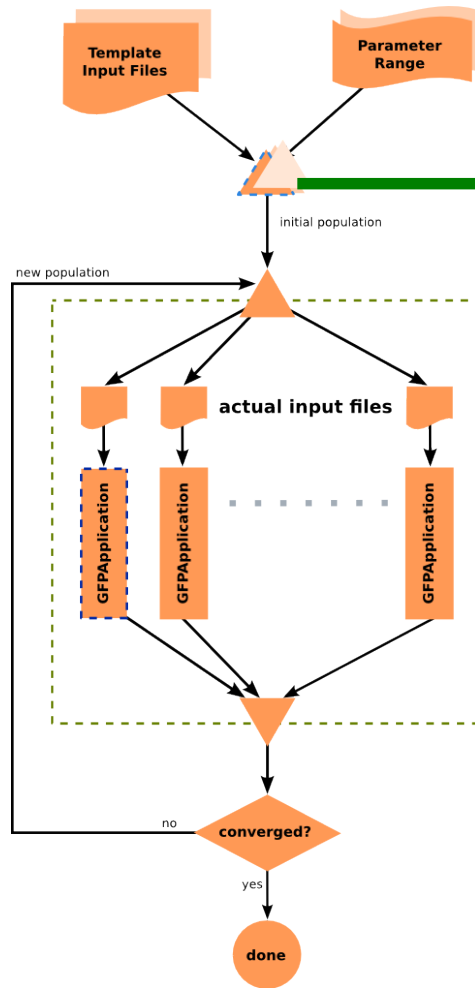 Template
Input Files
Parameter
Range
initial population
new population
actual input files
GFPApplication
GFPApplication
GFPApplication
no
converged?
yes
done